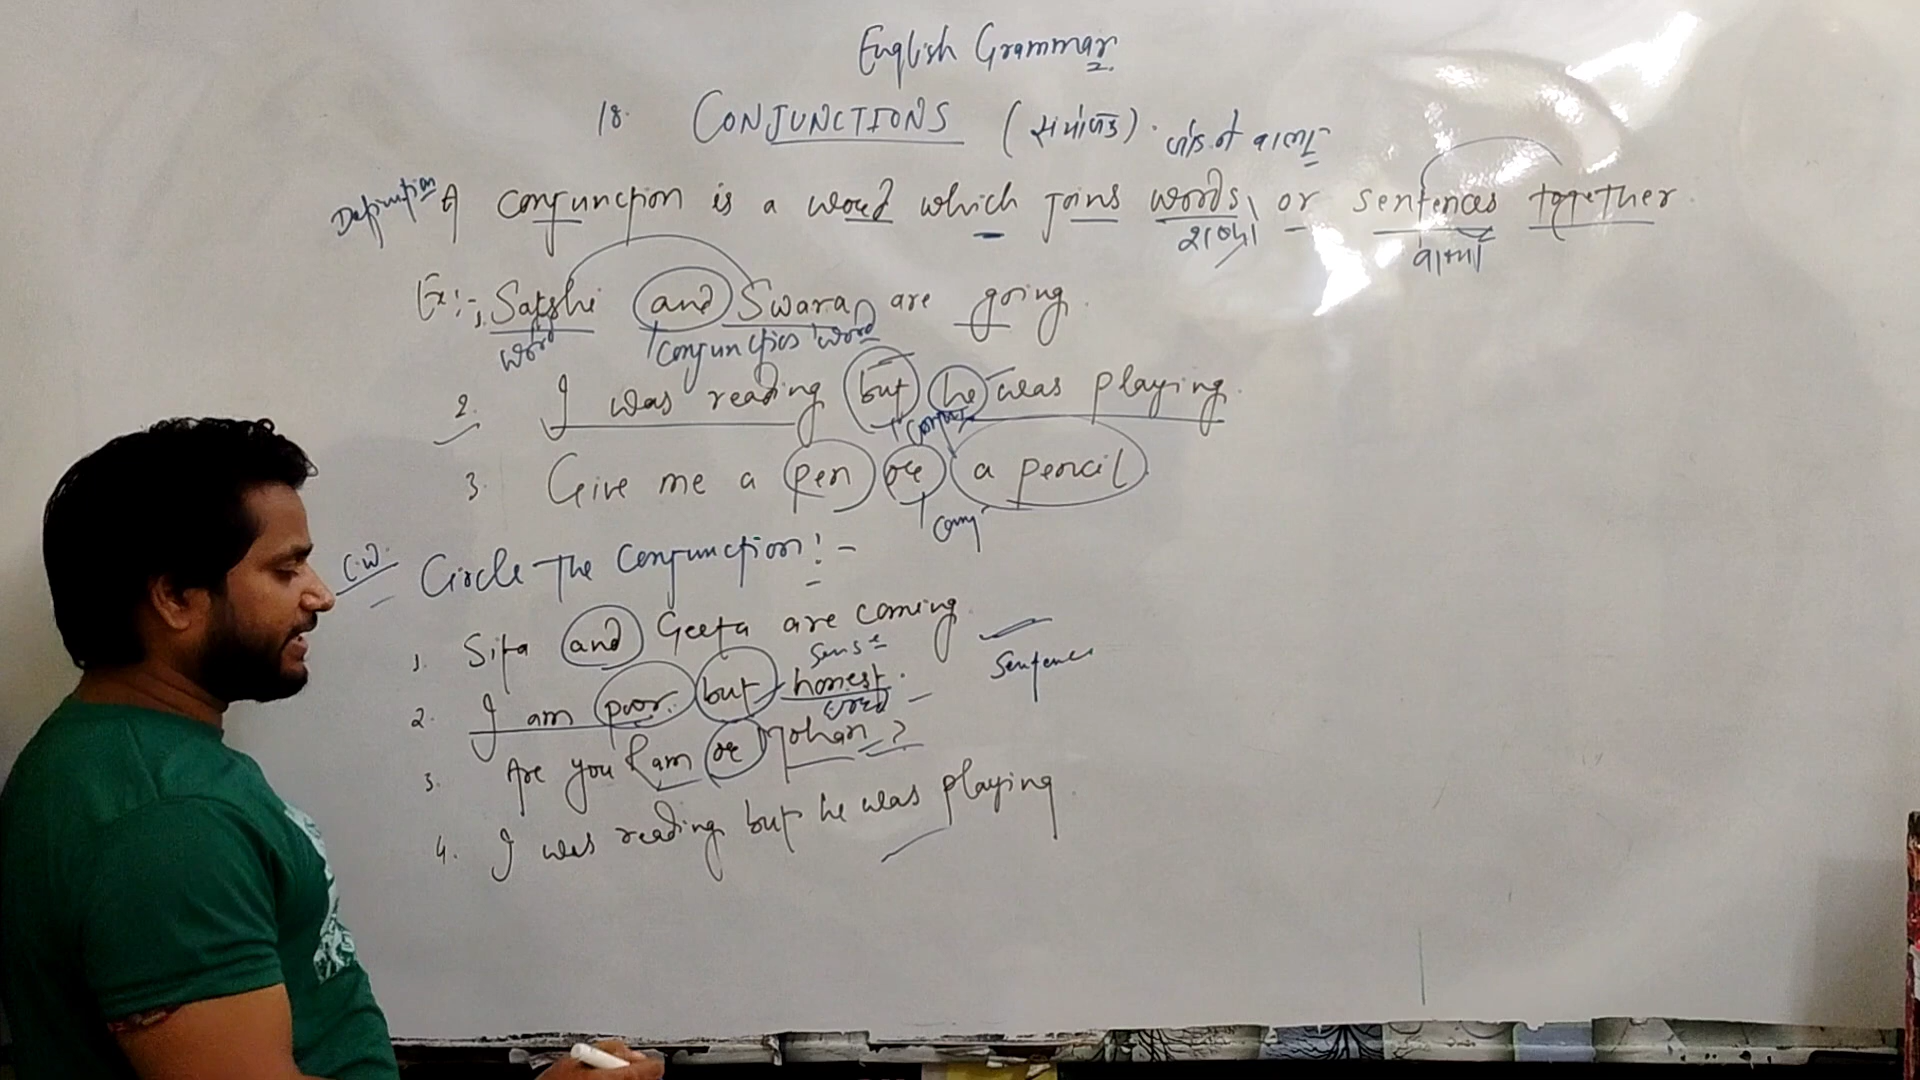 English Grammar
18. CONJUNCTIONS (संयोजक). जोड़ने वाला
Definition A conjunction is a word which joins words, or sentences together.
शब्दों वाक्यों
Ex:- 1. Sakshi and Swara are going.
word conjunctions word
2. I was reading but he was playing.
3. Give me a pen or a pencil.
conj
C.W. Circle the Conjunction:-
1. Sita and Geeta are coming.
Sentence
2. I am poor but honest.
word
3. Are you Ram or Mohan?
4. I was reading but he was playing.